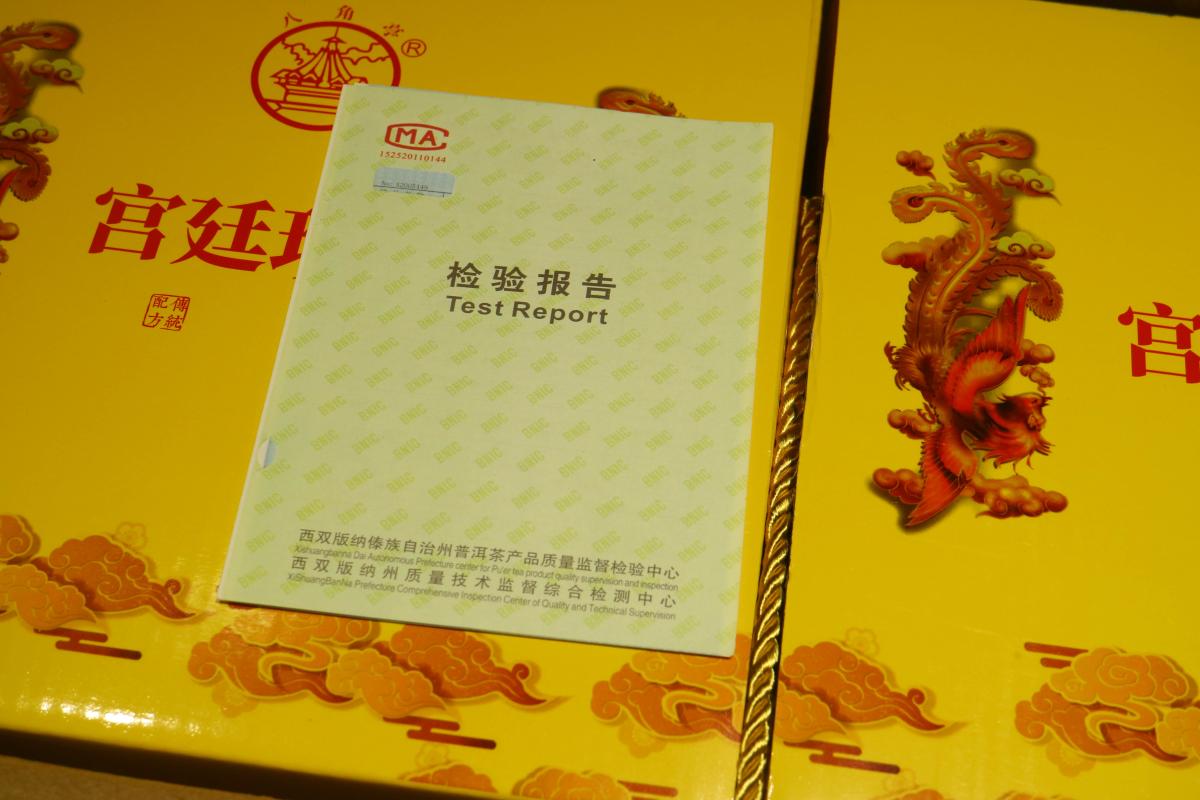 八角亭
®
宫廷
傳統
配方
宫
CMA
152520110144
检验报告
Test Report
西双版纳傣族自治州普洱茶产品质量监督检验中心
Xishuangbanna Dai Autonomous Prefecture center for Pu'er tea product quality supervision and inspection
西双版纳州质量技术监督综合检测中心
XiShuangBanNa Prefecture Comprehensive Inspection Center of Quality and Technical Supervision